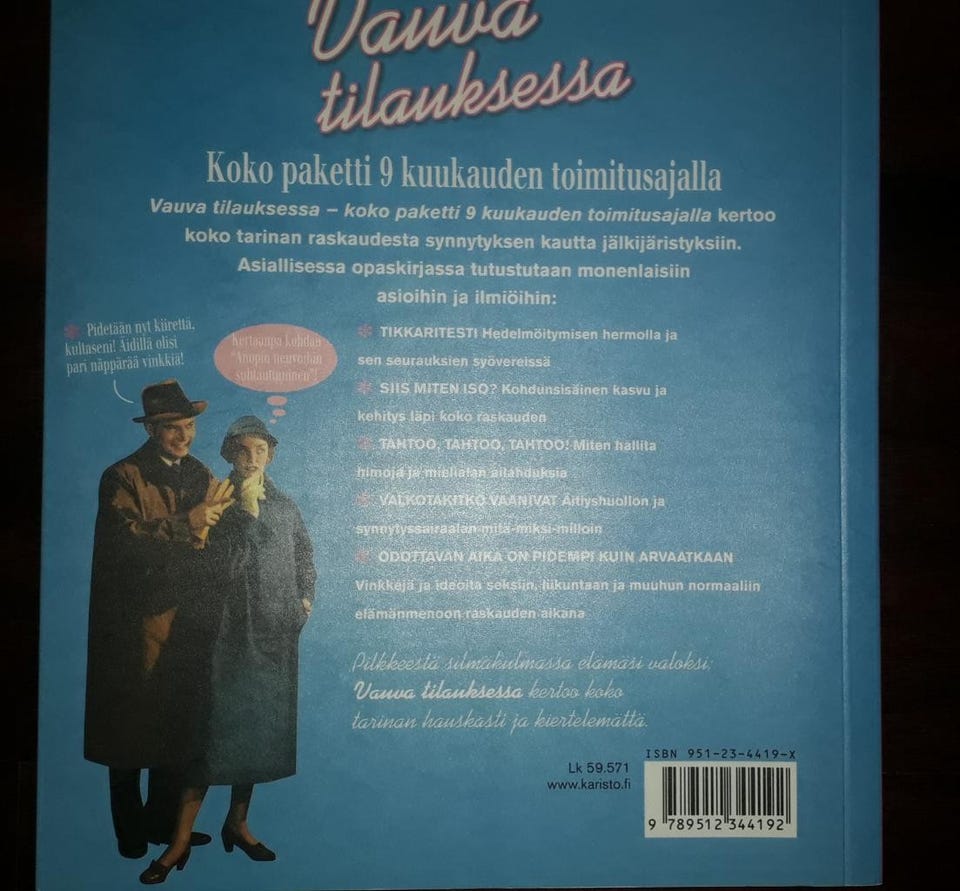 Vauva
tilauksessa
Koko paketti 9 kuukauden toimitusajalla
Vauva tilauksessa – koko paketti 9 kuukauden toimitusajalla kertoo
koko tarinan raskaudesta synnytyksen kautta jälkijäristyksiin.
Asiallisessa opaskirjassa tutustutaan monenlaisiin
asioihin ja ilmiöihin:
Pidetään nyt kiirettä,
kultaseni! Äidillä olisi
pari näppärää vinkkiä!
Kertaanpa kohdan
"Anopin neuvoihin
suhtautuminen"!
TIKKARITESTI Hedelmöitymisen hermolla ja
sen seurauksien syövereissä
SIIS MITEN ISO? Kohdunsisäinen kasvu ja
kehitys läpi koko raskauden
TAHTOO, TAHTOO, TAHTOO! Miten hallita
himoja ja mielialan ailahduksia
VALKOTAKITKO VAANIVAT Äitiyshuollon ja
synnytyssairaalan mitä-miksi-milloin
ODOTTAVAN AIKA ON PIDEMPI KUIN ARVAATKAAN
Vinkkejä ja ideoita seksiin, liikuntaan ja muuhun normaaliin
elämänmenoon raskauden aikana
Pilkkeestä silmäkulmassa elämäsi valoksi:
Vauva tilauksessa kertoo koko
tarinan hauskasti ja kiertelemättä.
ISBN 951-23-4419-X
Lk 59.571
www.karisto.fi
9 789512 344192